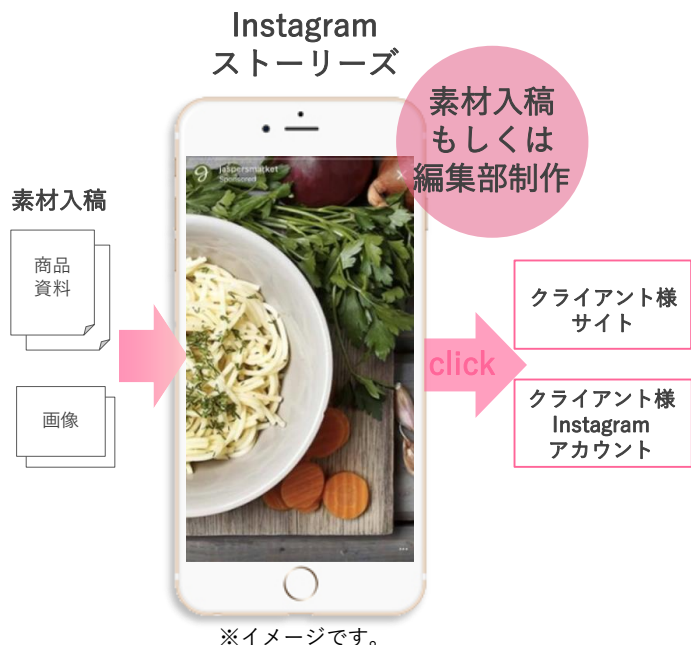 Instagram
ストーリーズ
素材入稿
もしくは
編集部制作
jaspersmarket
Sponsored
素材入稿
商品
資料
画像
click
クライアント様
サイト
クライアント様
Instagram
アカウント
※イメージです。